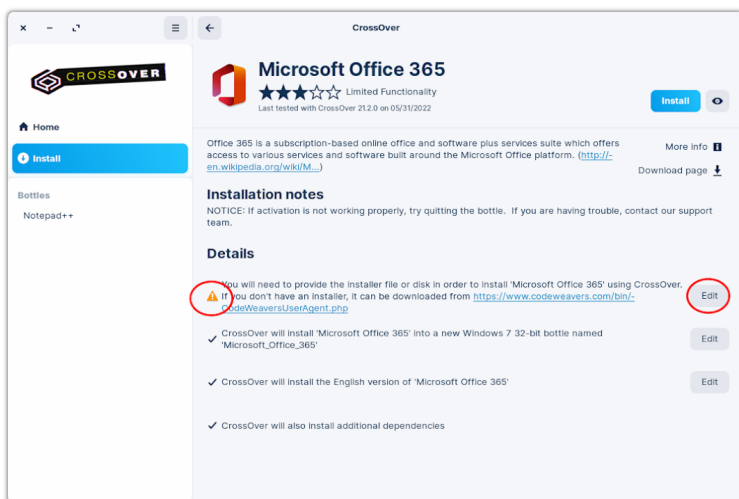 CrossOver
CROSSOVER
Microsoft Office 365
Limited Functionality
Last tested with CrossOver 21.2.0 on 05/31/2022
Install
Home
Install
Bottles
Notepad++
Office 365 is a subscription-based online office and software plus services suite which offers
access to various services and software built around the Microsoft Office platform. (http://-
en.wikipedia.org/wiki/M...)
More info
Download page
Installation notes
NOTICE: If activation is not working properly, try quitting the bottle. If you are having trouble, contact our support
team.
Details
You will need to provide the installer file or disk in order to install 'Microsoft Office 365' using CrossOver.
If you don't have an installer, it can be downloaded from https://www.codeweavers.com/bin/-
CodeWeaversUserAgent.php
Edit
CrossOver will install 'Microsoft Office 365' into a new Windows 7 32-bit bottle named
'Microsoft_Office_365'
Edit
CrossOver will install the English version of 'Microsoft Office 365'
Edit
CrossOver will also install additional dependencies